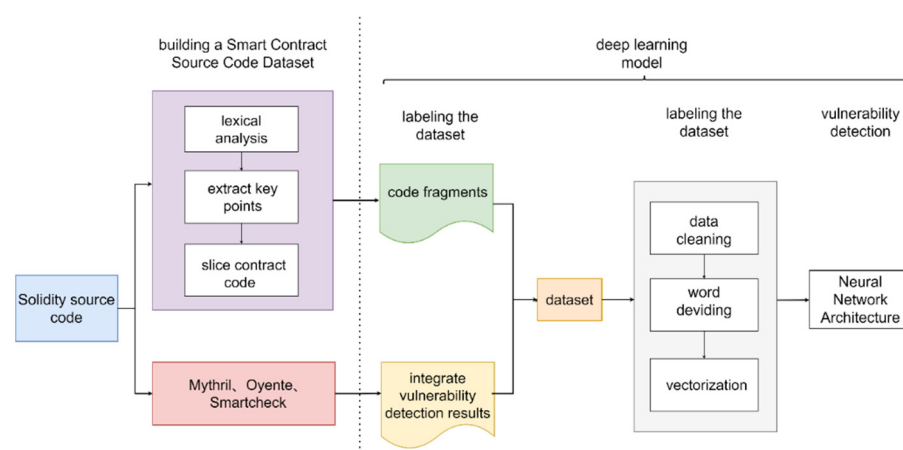 building a Smart Contract
Source Code Dataset
deep learning
model
lexical
analysis
extract key
points
slice contract
code
labeling the
dataset
labeling the
dataset
vulnerability
detection
code fragments
Solidity source
code
Mythril、Oyente、
Smartcheck
integrate
vulnerability
detection results
dataset
data
cleaning
word
deviding
vectorization
Neural
Network
Architecture